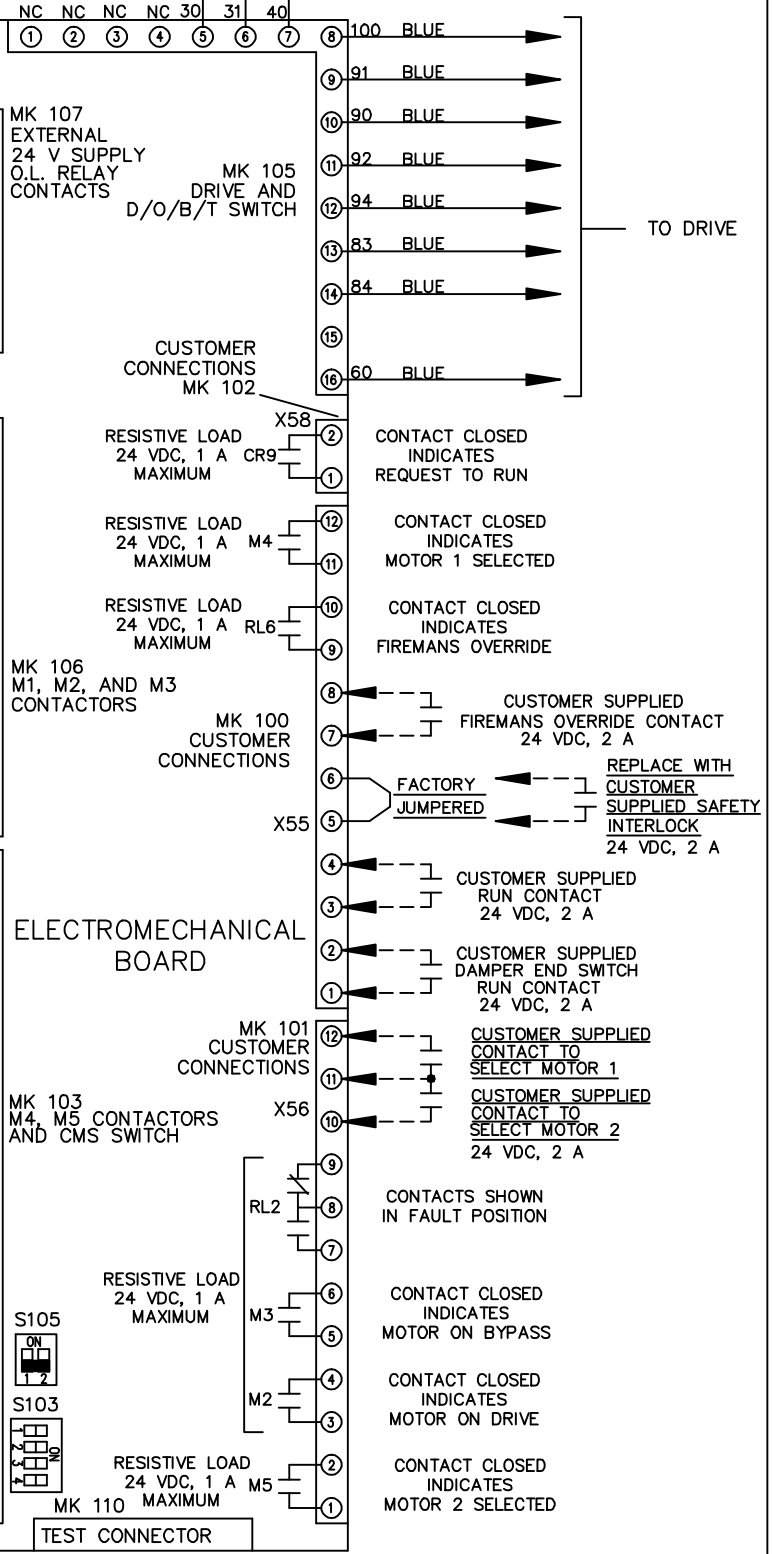 NC NC NC NC 30 31 40
1 2 3 4 5 6 7 8 100 BLUE
9 91 BLUE
10 90 BLUE
11 92 BLUE
12 94 BLUE
13 83 BLUE
14 84 BLUE
15
16 60 BLUE
TO DRIVE
MK 107
EXTERNAL
24 V SUPPLY
O.L. RELAY
CONTACTS
MK 105
DRIVE AND
D/O/B/T SWITCH
CUSTOMER
CONNECTIONS
MK 102
X58
RESISTIVE LOAD
24 VDC, 1 A
MAXIMUM
CR9
2
1
CONTACT CLOSED
INDICATES
REQUEST TO RUN
RESISTIVE LOAD
24 VDC, 1 A
MAXIMUM
M4
12
11
CONTACT CLOSED
INDICATES
MOTOR 1 SELECTED
RESISTIVE LOAD
24 VDC, 1 A
MAXIMUM
RL6
10
9
CONTACT CLOSED
INDICATES
FIREMANS OVERRIDE
MK 106
M1, M2, AND M3
CONTACTORS
MK 100
CUSTOMER
CONNECTIONS
8
7
CUSTOMER SUPPLIED
FIREMANS OVERRIDE CONTACT
24 VDC, 2 A
X55
6
5
FACTORY
JUMPERED
REPLACE WITH
CUSTOMER
SUPPLIED SAFETY
INTERLOCK
24 VDC, 2 A
4
3
CUSTOMER SUPPLIED
RUN CONTACT
24 VDC, 2 A
ELECTROMECHANICAL
BOARD
2
1
CUSTOMER SUPPLIED
DAMPER END SWITCH
RUN CONTACT
24 VDC, 2 A
MK 101
CUSTOMER
CONNECTIONS
X56
12
11
10
CUSTOMER SUPPLIED
CONTACT TO
SELECT MOTOR 1
CUSTOMER SUPPLIED
CONTACT TO
SELECT MOTOR 2
24 VDC, 2 A
MK 103
M4, M5 CONTACTORS
AND CMS SWITCH
RL2
9
8
7
CONTACTS SHOWN
IN FAULT POSITION
RESISTIVE LOAD
24 VDC, 1 A
MAXIMUM
M3
6
5
CONTACT CLOSED
INDICATES
MOTOR ON BYPASS
S105
ON
1 2
M2
4
3
CONTACT CLOSED
INDICATES
MOTOR ON DRIVE
S103
1
2
3
4
ON
RESISTIVE LOAD
24 VDC, 1 A
MAXIMUM
M5
2
1
CONTACT CLOSED
INDICATES
MOTOR 2 SELECTED
MK 110
TEST CONNECTOR